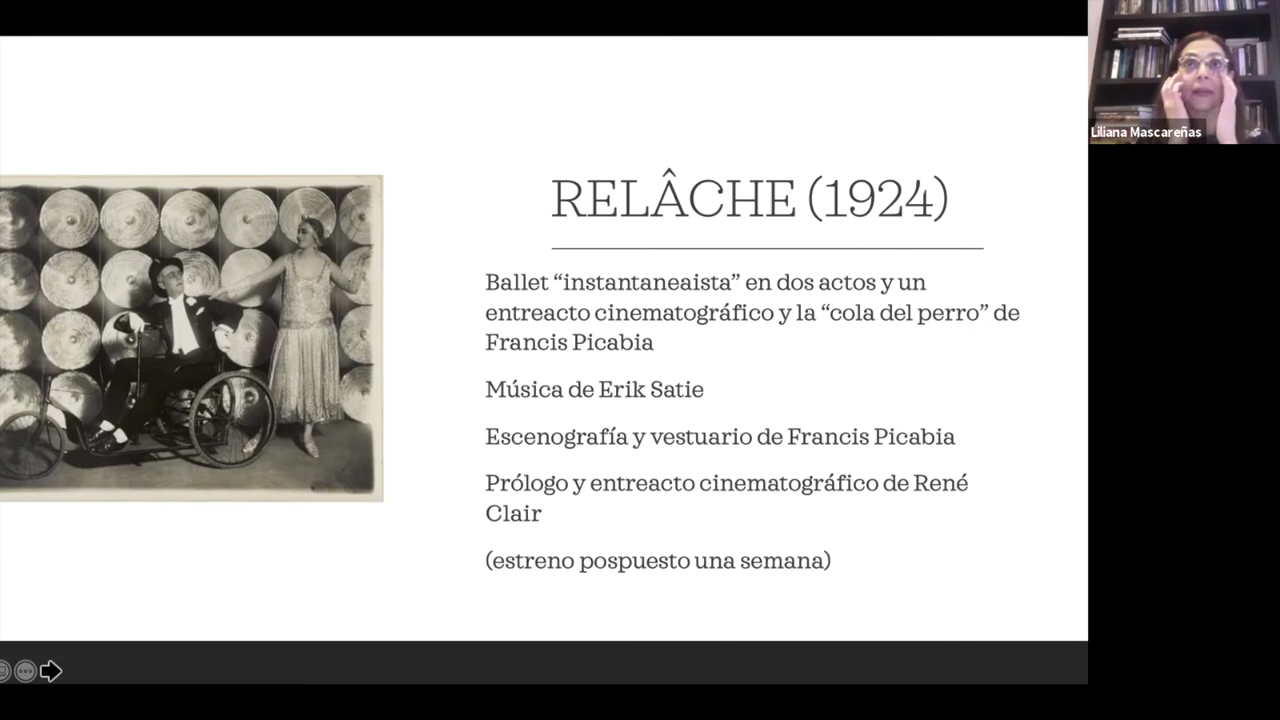 Liliana Mascareñas
RELÂCHE (1924)
Ballet “instantaneaista” en dos actos y un
entreacto cinematográfico y la “cola del perro” de
Francis Picabia
Música de Erik Satie
Escenografía y vestuario de Francis Picabia
Prólogo y entreacto cinematográfico de René
Clair
(estreno pospuesto una semana)